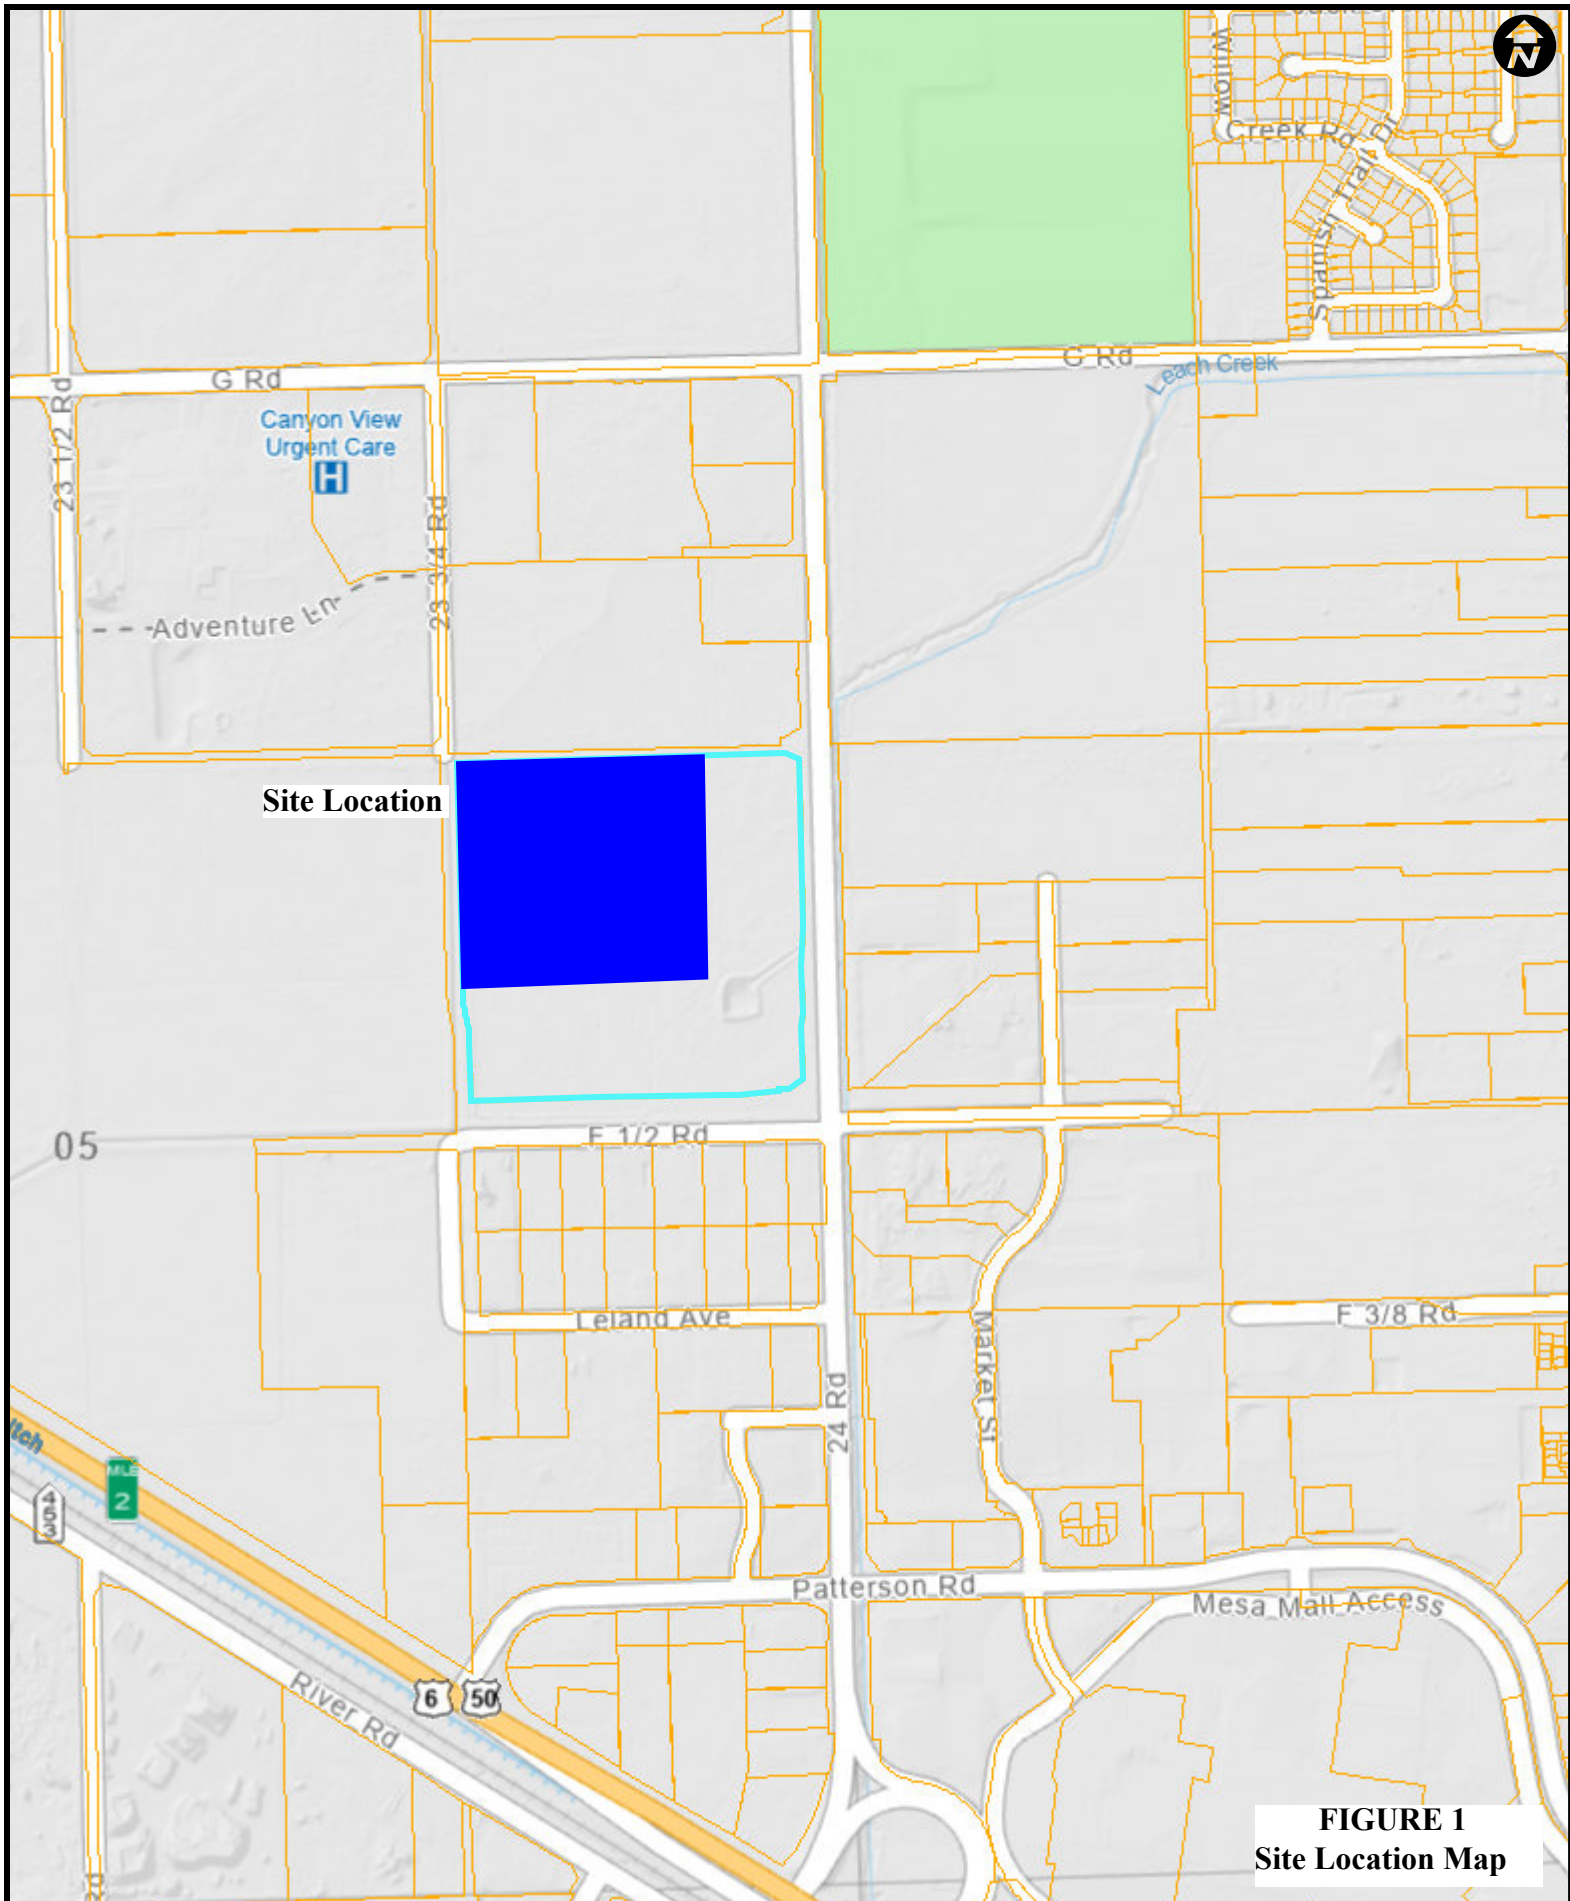 N
Willow
Creek Rd
Spanish Trail Dr
G Rd
G Rd
Leach Creek
23 1/2 Rd
Canyon View
Urgent Care
H
23 3/4 Rd
Adventure Ln
Site Location
05
F 1/2 Rd
Leland Ave
Market St
F 3/8 Rd
24 Rd
MILE
2
Patterson Rd
Mesa Mall Access
6
50
River Rd
Rd
FIGURE 1
Site Location Map